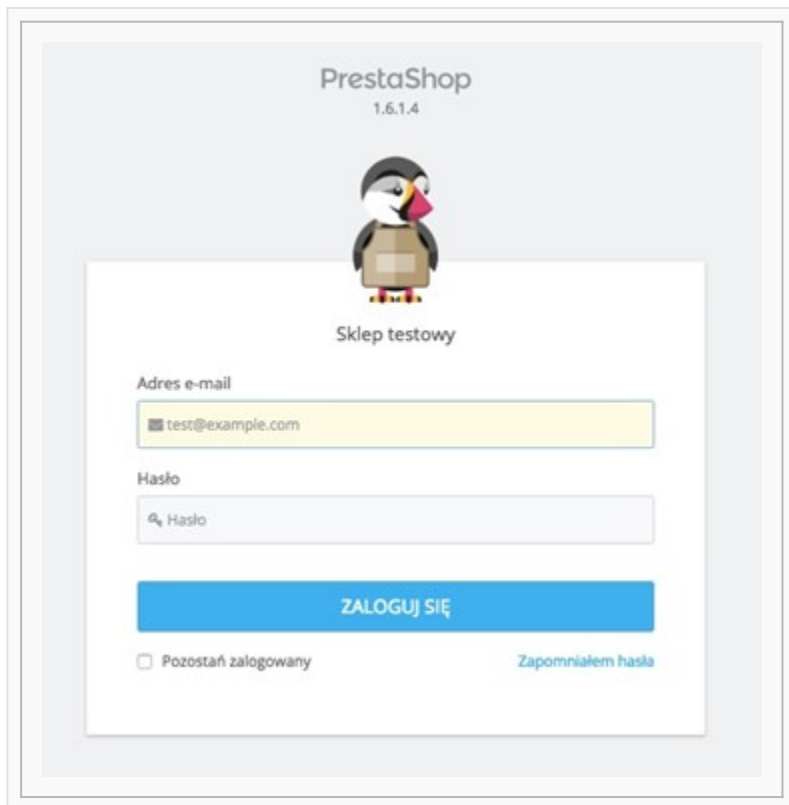 PrestaShop
1.6.1.4
Sklep testowy
Adres e-mail
test@example.com
Hasło
Hasło
ZALOGUJ SIĘ
Pozostań zalogowany Zapomniałem hasła